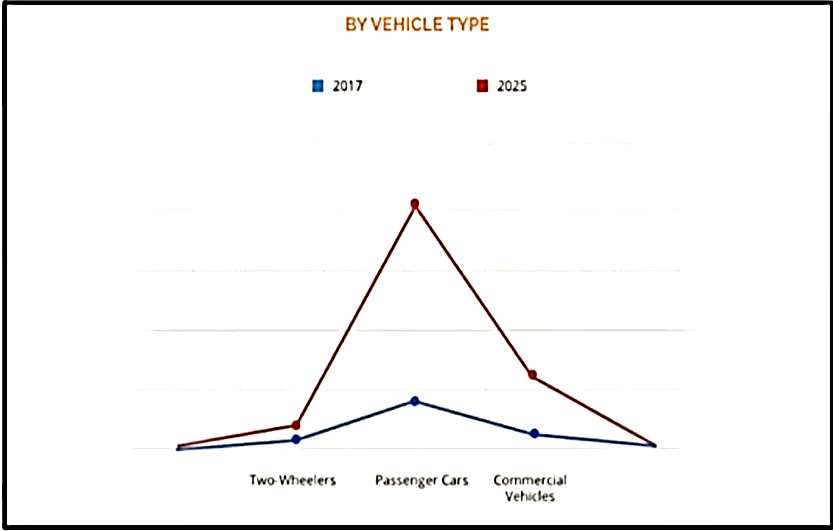 BY VEHICLE TYPE
2017 2025
Two-Wheelers Passenger Cars Commercial
Vehicles